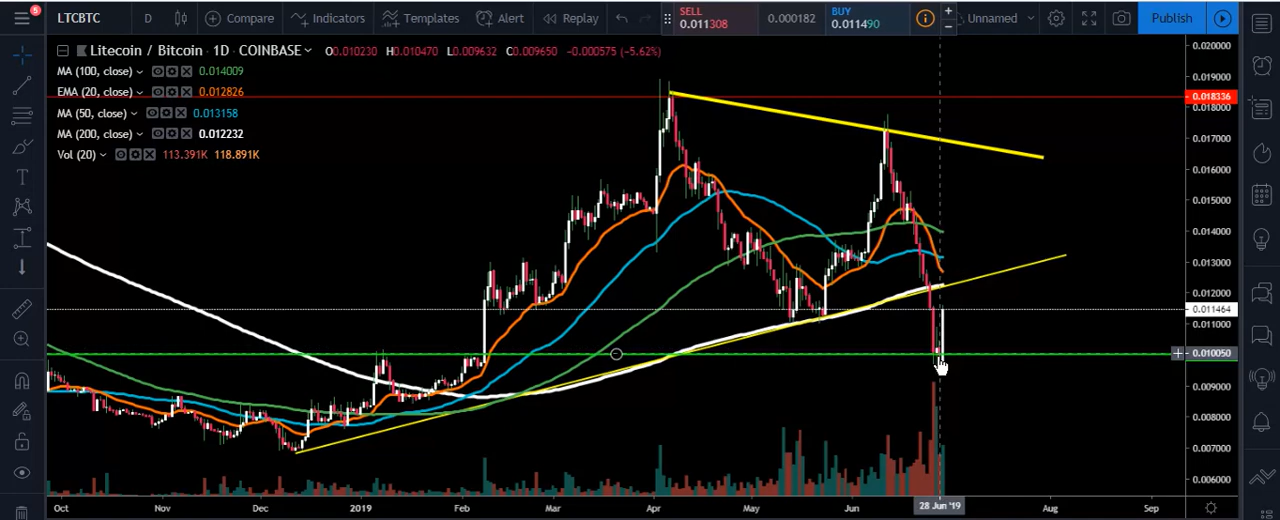 5
LTCBTC D Compare Indicators Templates Alert Replay SELL 0.011308 0.000182 BUY 0.011490 Unnamed Publish
Litecoin / Bitcoin · 1D · COINBASE O0.010230 H0.010470 L0.009632 C0.009650 -0.000575 (-5.62%)
MA (100, close) 0.014009
EMA (20, close) 0.012826
MA (50, close) 0.013158
MA (200, close) 0.012232
Vol (20) 113.391K 118.891K
0.020000
0.019000
0.018336
0.018000
0.017000
0.016000
0.015000
0.014000
0.013000
0.012000
0.011464
0.011000
0.010050
0.009000
0.008000
0.007000
Oct Nov Dec 2019 Feb Mar Apr May Jun 28 Jun '19 Aug Sep